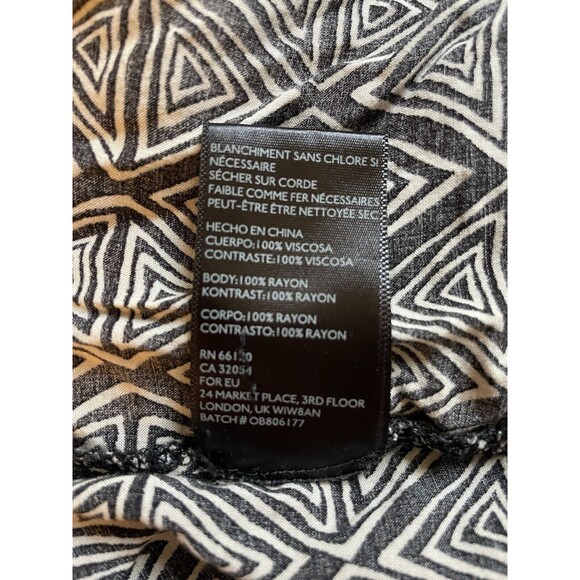 BLANCHIMENT SANS CHLORE SI
NÉCESSAIRE
SÉCHER SUR CORDE
FAIBLE COMME FER NÉCESSAIRES
PEUT-ÊTRE ÊTRE NETTOYÉE SEC
HECHO EN CHINA
CUERPO:100% VISCOSA
CONTRASTE:100% VISCOSA
BODY:100% RAYON
KONTRAST:100% RAYON
CORPO:100% RAYON
CONTRASTO:100% RAYON
RN 66120
CA 32054
FOR EU
24 MARKET PLACE, 3RD FLOOR
LONDON, UK WIW8AN
BATCH # OB806177